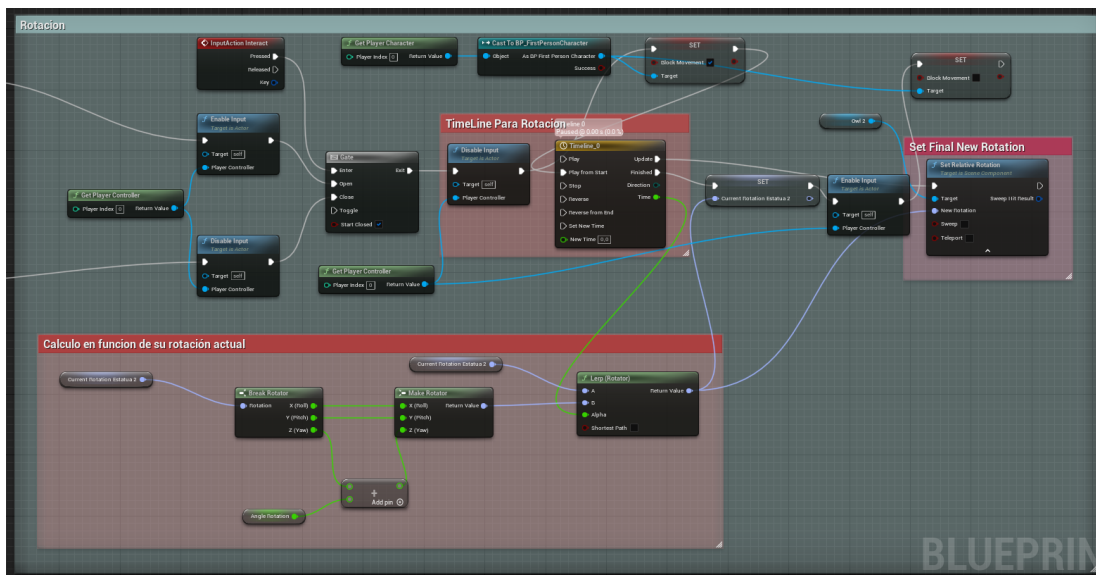 Rotacion
InputAction Interact
Pressed
Released
Key
Get Player Character
Player Index 0 Return Value
Cast To BP_FirstPersonCharacter
Object As BP First Person Character
Success
SET
Block Movement
Target
SET
Block Movement
Target
Enable Input
Target is Actor
Target self
Player Controller
Get Player Controller
Player Index 0 Return Value
Disable Input
Target is Actor
Target self
Player Controller
Gate
Enter Exit
Open
Close
Toggle
Start Closed
TimeLine Para Rotacion
Disable Input
Target is Actor
Target self
Player Controller
Timeline_0
Play Update
Play from Start Finished
Stop Direction
Reverse Time
Reverse from End
Set New Time
New Time 0,0
Get Player Controller
Player Index 0 Return Value
SET
Current Rotation Estatua 2
Owl 2
Enable Input
Target is Actor
Target self
Player Controller
Set Final New Rotation
Set Relative Rotation
Target is Scene Component
Target Sweep Hit Result
New Rotation
Sweep
Teleport
Calculo en funcion de su rotación actual
Current Rotation Estatua 2
Break Rotator
Rotation X (Roll)
Y (Pitch)
Z (Yaw)
Make Rotator
X (Roll) Return Value
Y (Pitch)
Z (Yaw)
Current Rotation Estatua 2
Lerp (Rotator)
A Return Value
B
Alpha
Shortest Path
+
Add pin
Angle Rotation
BLUEPRIN